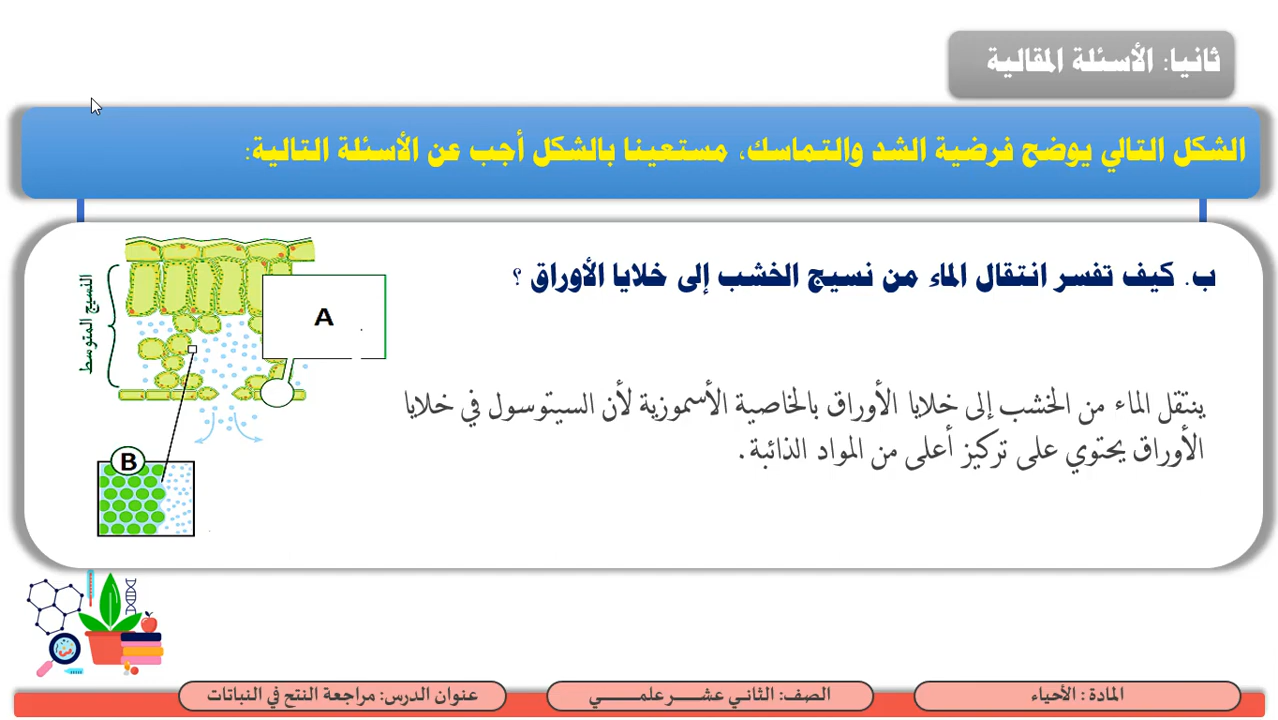 ثانيا: الأسئلة المقالية
الشكل التالي يوضح فرضية الشد والتماسك، مستعينا بالشكل أجب عن الأسئلة التالية:
ب. كيف تفسر انتقال الماء من نسيج الخشب إلى خلايا الأوراق ؟
النسيج المتوسط
A
ينتقل الماء من الخشب إلى خلايا الأوراق بالخاصية الأسموزية لأن السيتوسول في خلايا
الأوراق يحتوي على تركيز أعلى من المواد الذائبة.
B
المادة : الأحياء
الصف: الثاني عشر علمي
عنوان الدرس: مراجعة النتح في النباتات